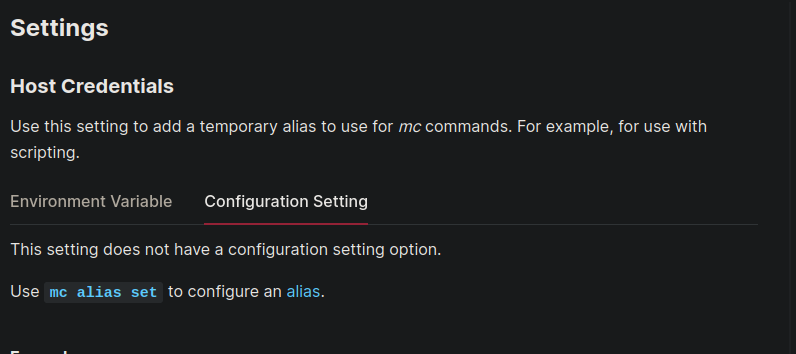 Settings
Host Credentials
Use this setting to add a temporary alias to use for mc commands. For example, for use with
scripting.
Environment Variable Configuration Setting
This setting does not have a configuration setting option.
Use mc alias set to configure an alias.